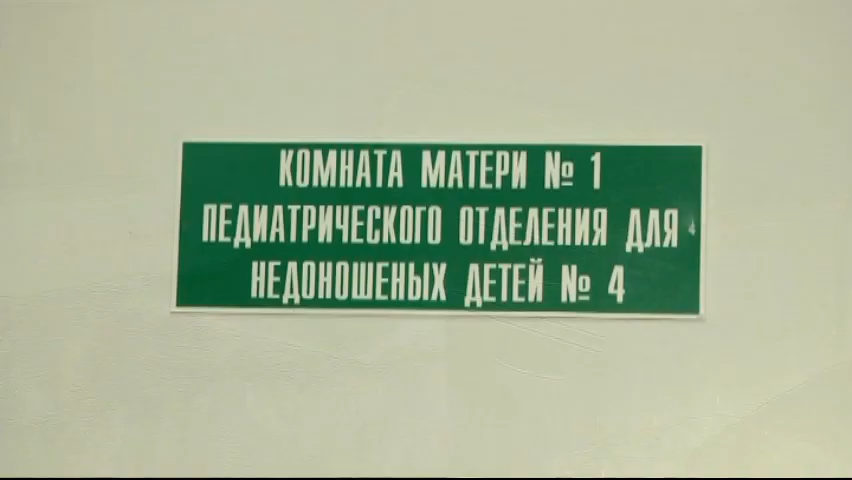 КОМНАТА МАТЕРИ № 1
ПЕДИАТРИЧЕСКОГО ОТДЕЛЕНИЯ ДЛЯ
НЕДОНОШЕНЫХ ДЕТЕЙ № 4